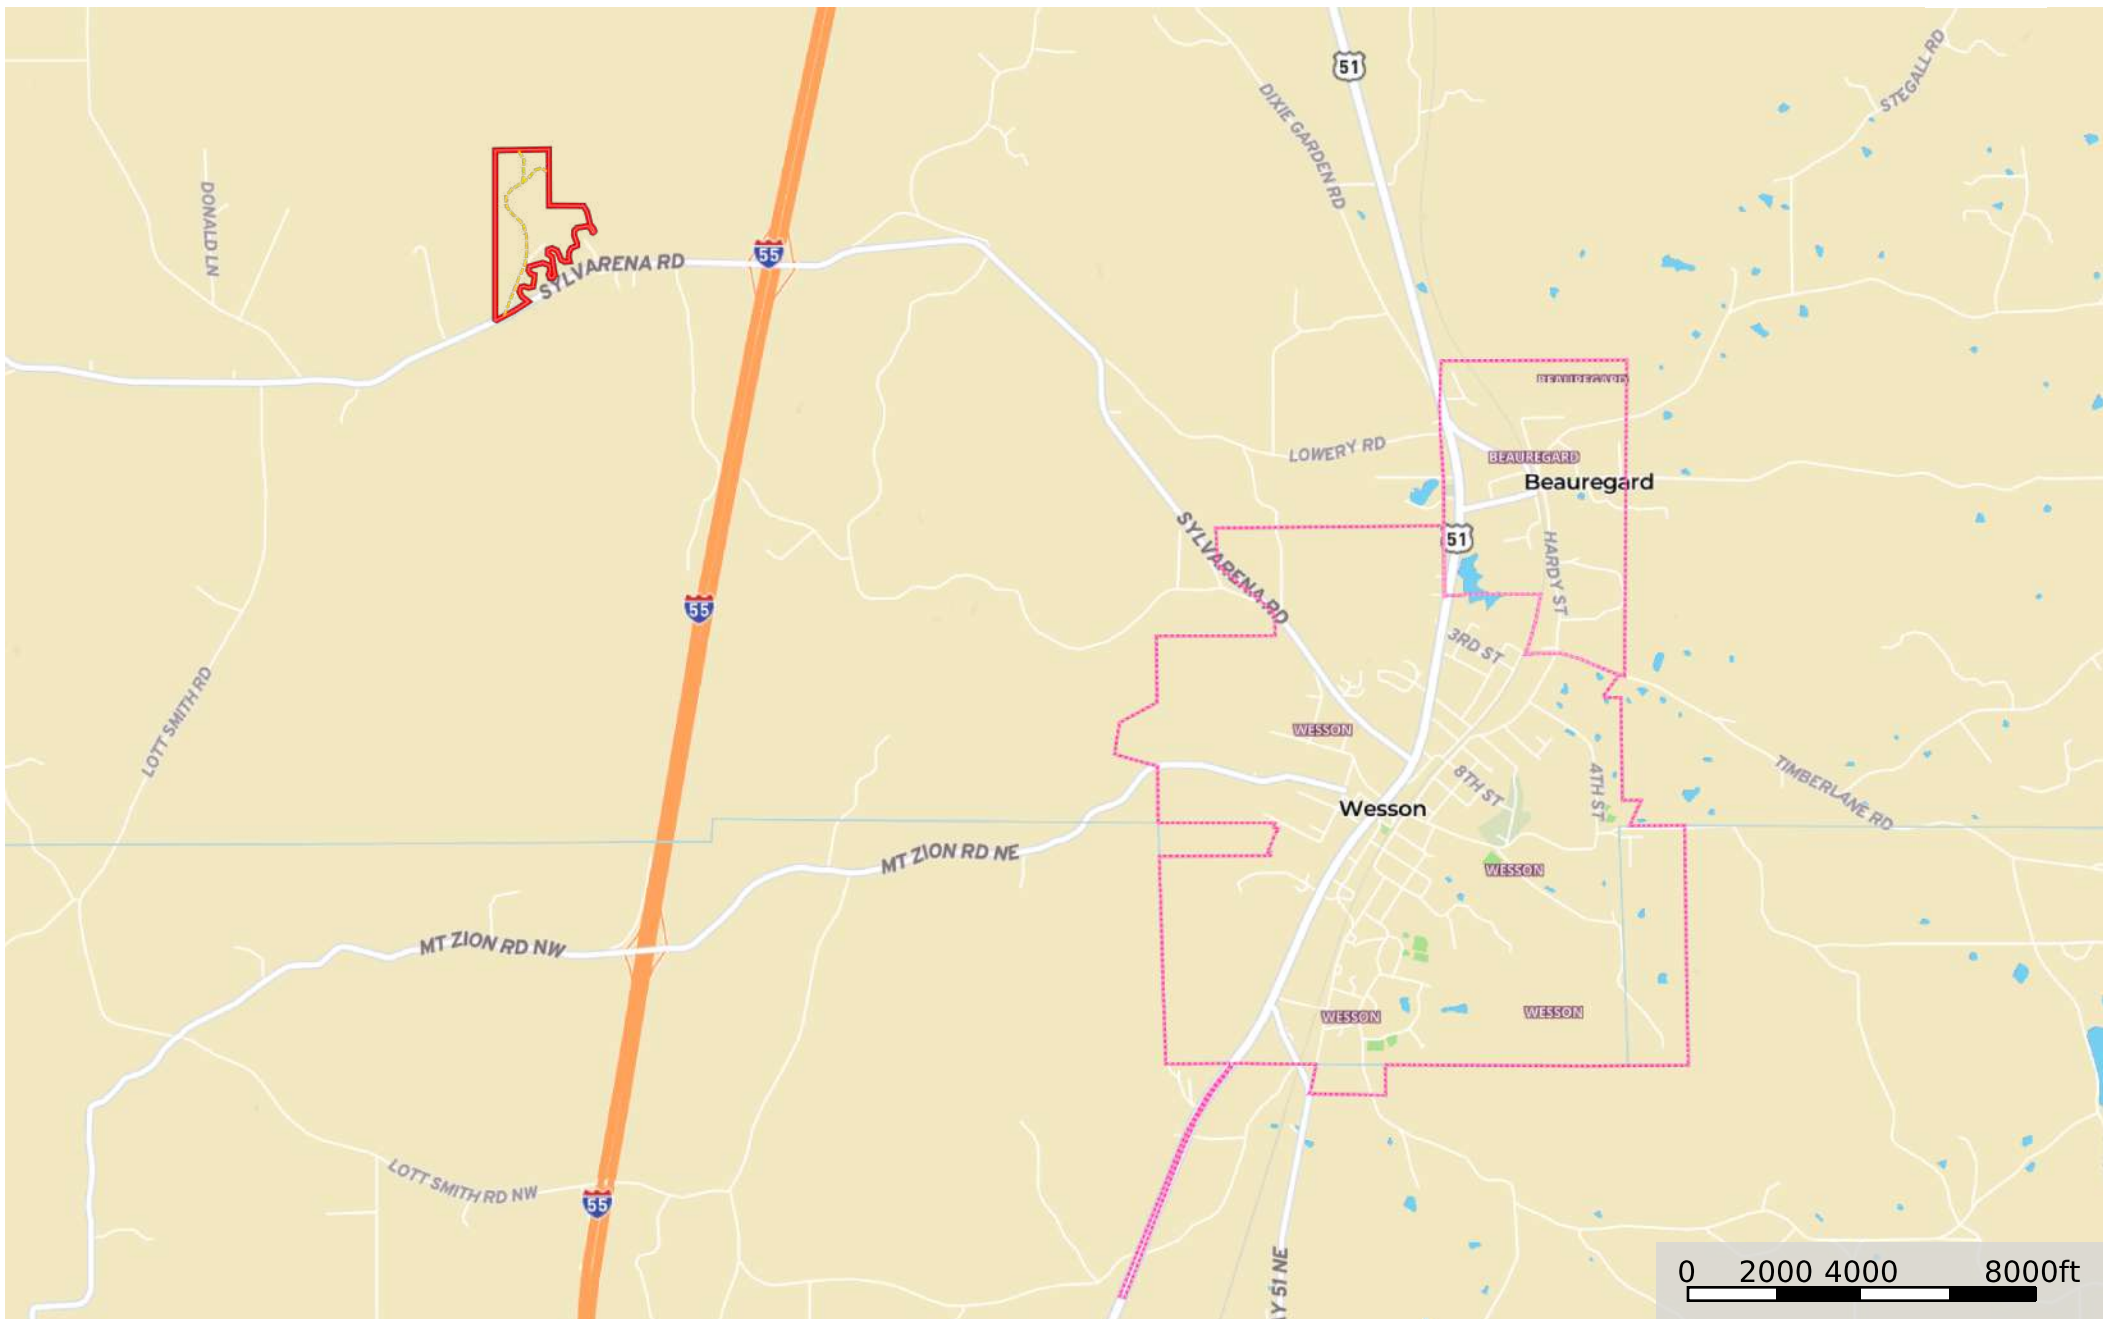 51
STEGALL RD
DIXIE GARDEN RD
DONALD LN
55
SYLVARENA RD
BEAUREGARD
LOWERY RD
BEAUREGARD
Beauregard
SYLVARENA RD
51
HARDY ST
55
3RD ST
LOTT SMITH RD
WESSON
8TH ST
4TH ST
TIMBERLANE RD
Wesson
MT ZION RD NE
WESSON
MT ZION RD NW
WESSON
WESSON
LOTT SMITH RD NW
55
Y 51 NE
0 2000 4000 8000ft